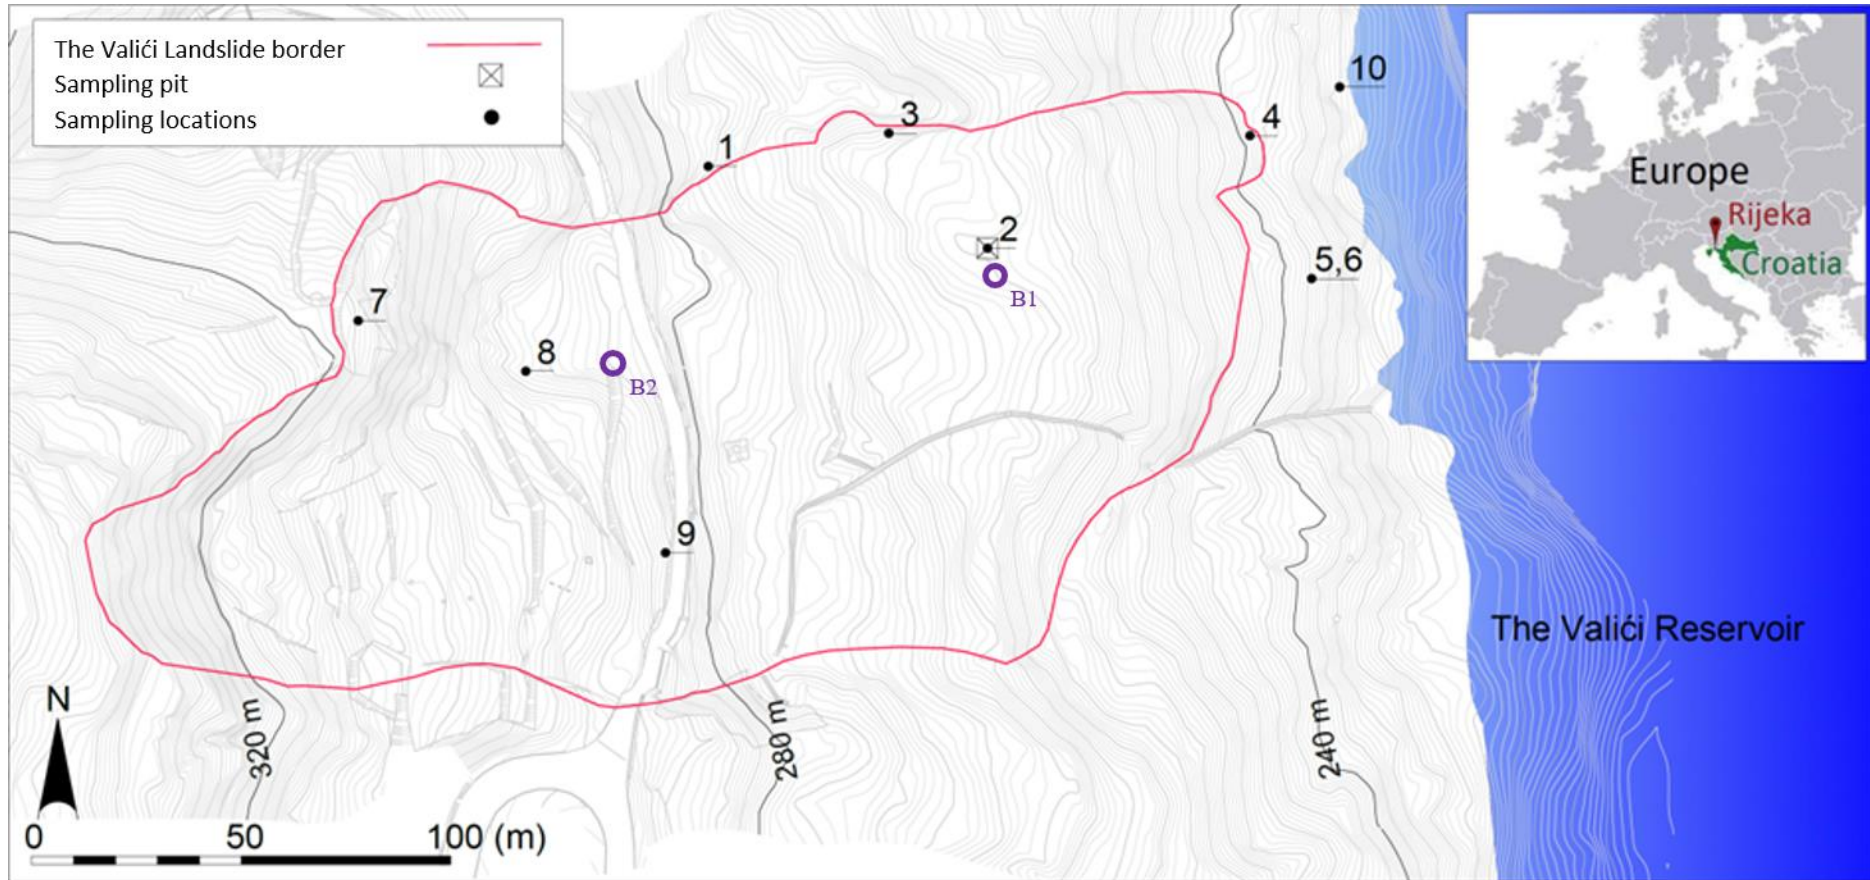 The Valići Landslide border
Sampling pit
Sampling locations
10
3
4
1
2
5,6
B1
7
8
B2
9
Europe
Rijeka
Croatia
The Valići Reservoir
N
320 m
280 m
240 m
0 50 100 (m)